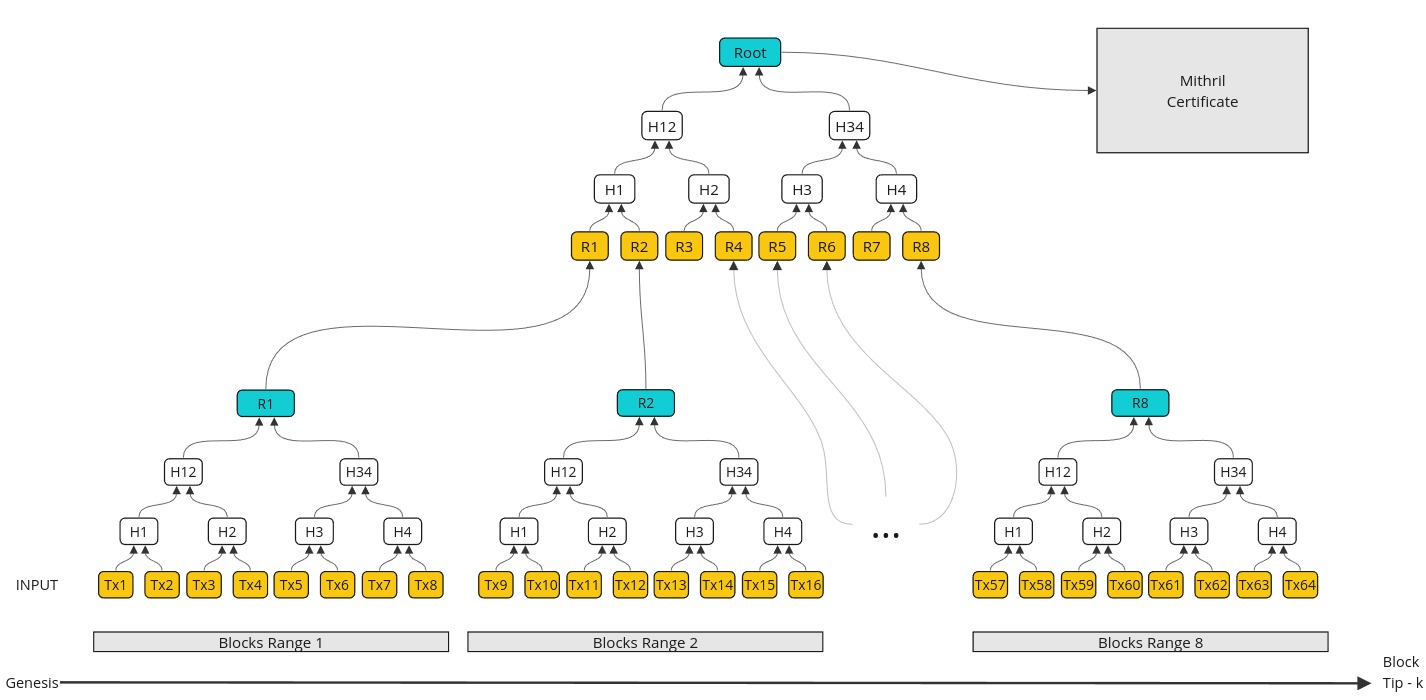 Root
Mithril
Certificate
H12
H34
H1
H2
H3
H4
R1
R2
R3
R4
R5
R6
R7
R8
R1
R2
R8
H12
H34
H12
H34
H12
H34
H1
H2
H3
H4
H1
H2
H3
H4
...
H1
H2
H3
H4
INPUT
Tx1
Tx2
Tx3
Tx4
Tx5
Tx6
Tx7
Tx8
Tx9
Tx10
Tx11
Tx12
Tx13
Tx14
Tx15
Tx16
Tx57
Tx58
Tx59
Tx60
Tx61
Tx62
Tx63
Tx64
Blocks Range 1
Blocks Range 2
Blocks Range 8
Genesis
Block
Tip - k